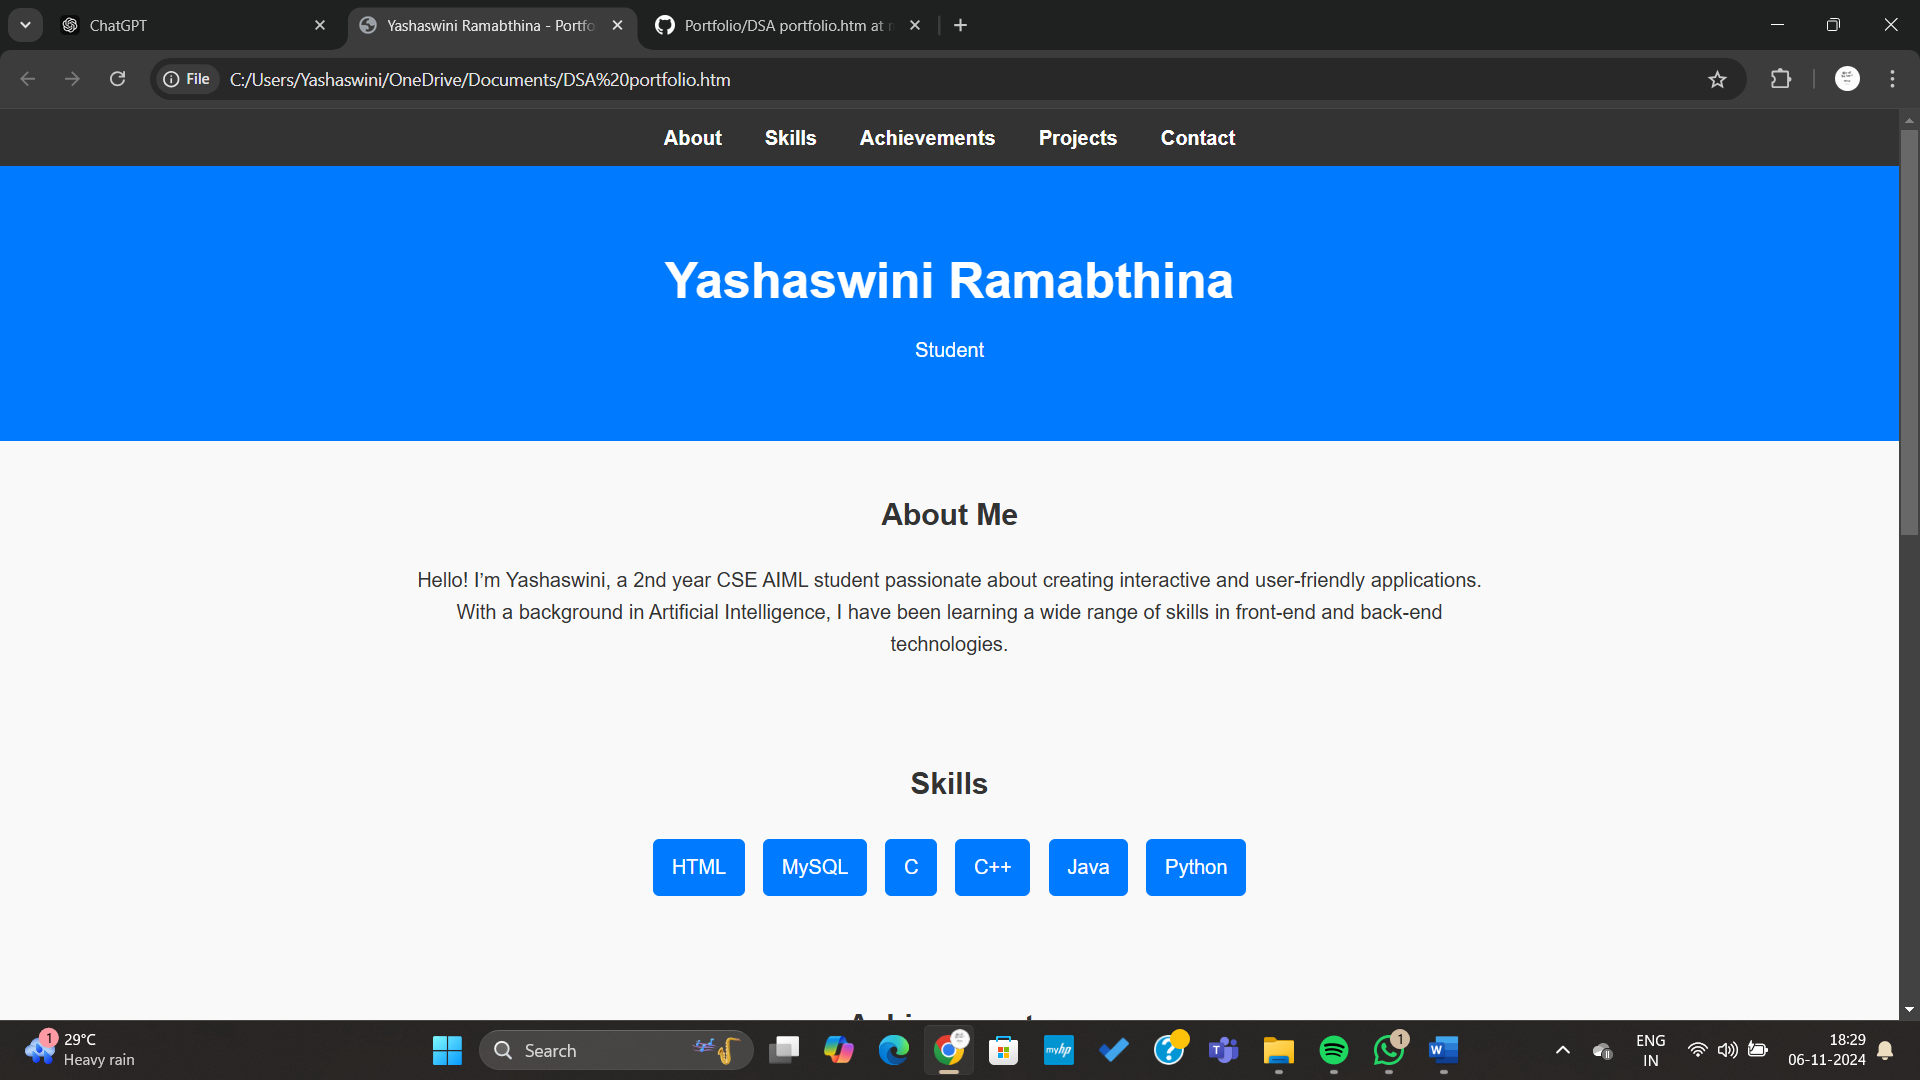 ChatGPT
Yashaswini Ramabthina - Portfo
Portfolio/DSA portfolio.htm at
File
C:/Users/Yashaswini/OneDrive/Documents/DSA%20portfolio.htm
About Skills Achievements Projects Contact
Yashaswini Ramabthina
Student
About Me
Hello! I’m Yashaswini, a 2nd year CSE AIML student passionate about creating interactive and user-friendly applications.
With a background in Artificial Intelligence, I have been learning a wide range of skills in front-end and back-end
technologies.
Skills
HTML MySQL C C++ Java Python
1
29°C
Heavy rain
Search
myhp
T
1
W
ENG
IN
18:29
06-11-2024